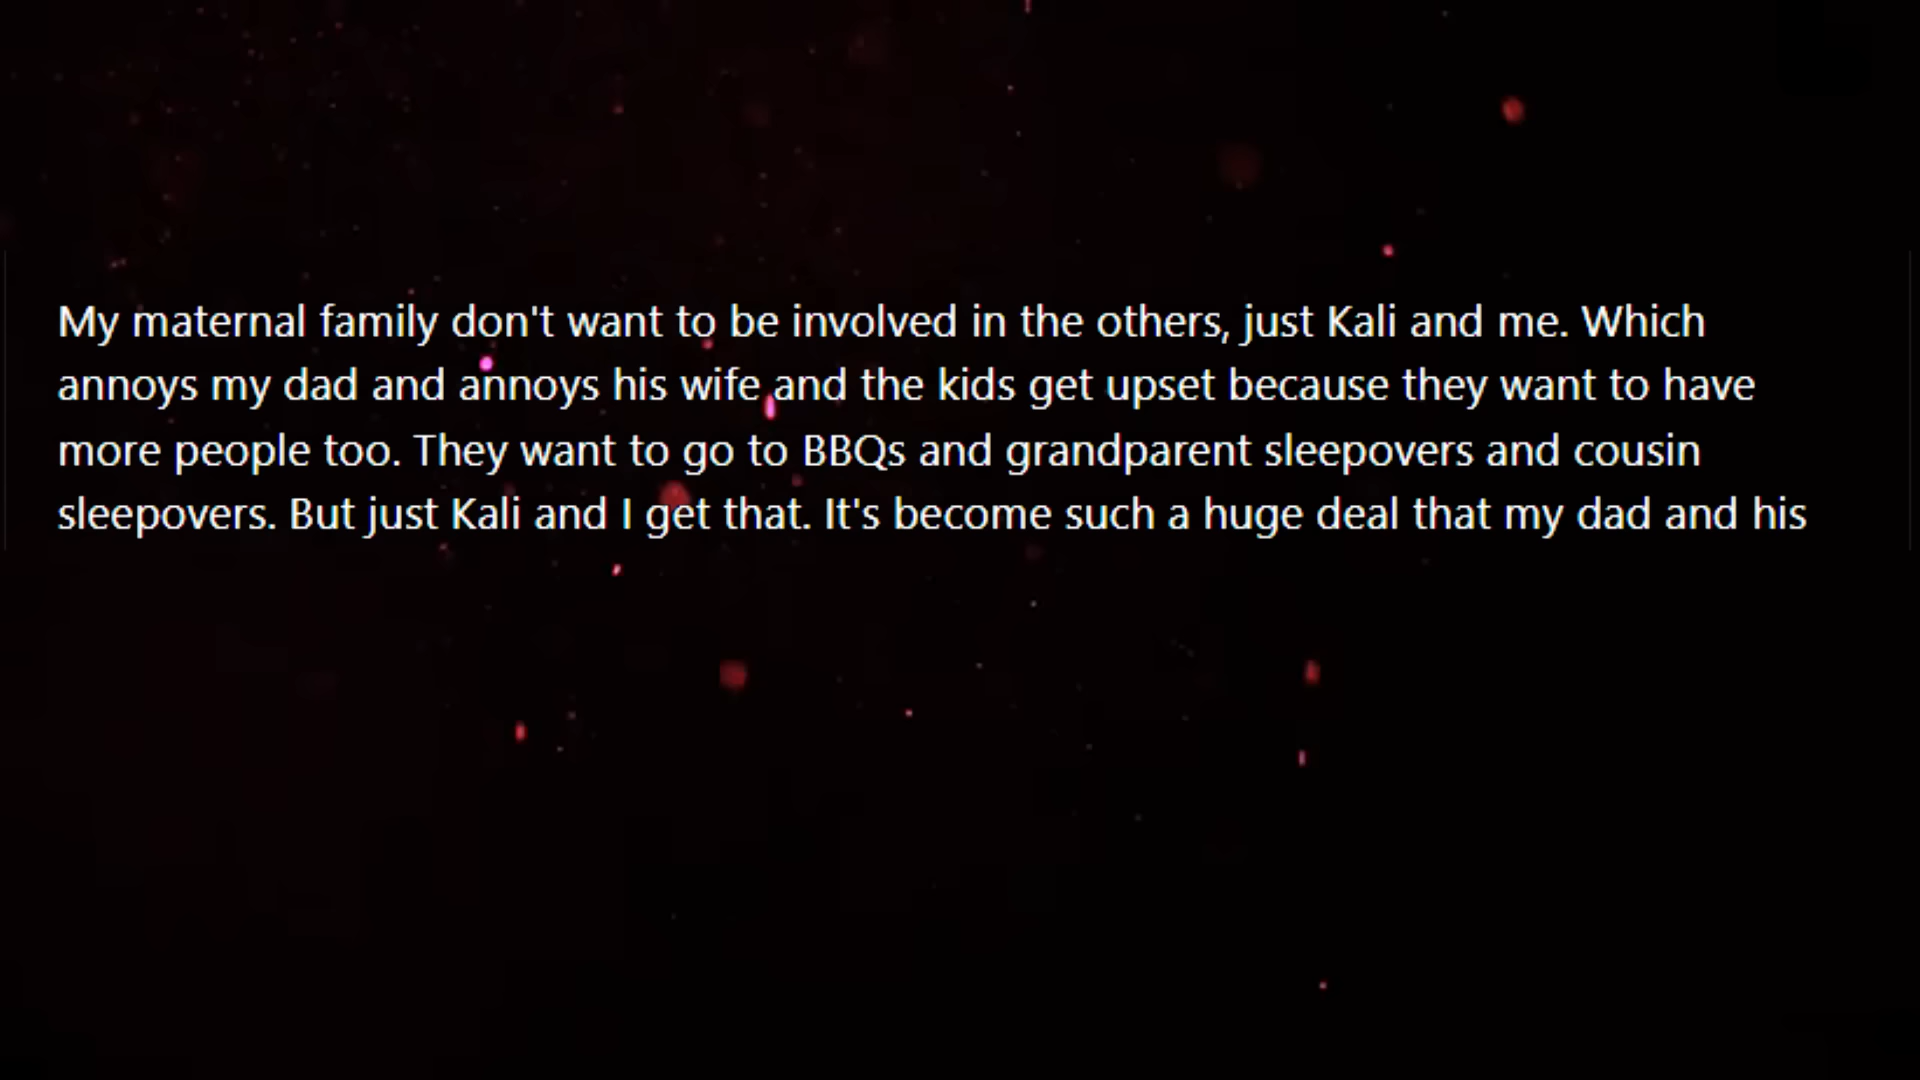 My maternal family don't want to be involved in the others, just Kali and me. Which
annoys my dad and annoys his wife and the kids get upset because they want to have
more people too. They want to go to BBQs and grandparent sleepovers and cousin
sleepovers. But just Kali and I get that. It's become such a huge deal that my dad and his